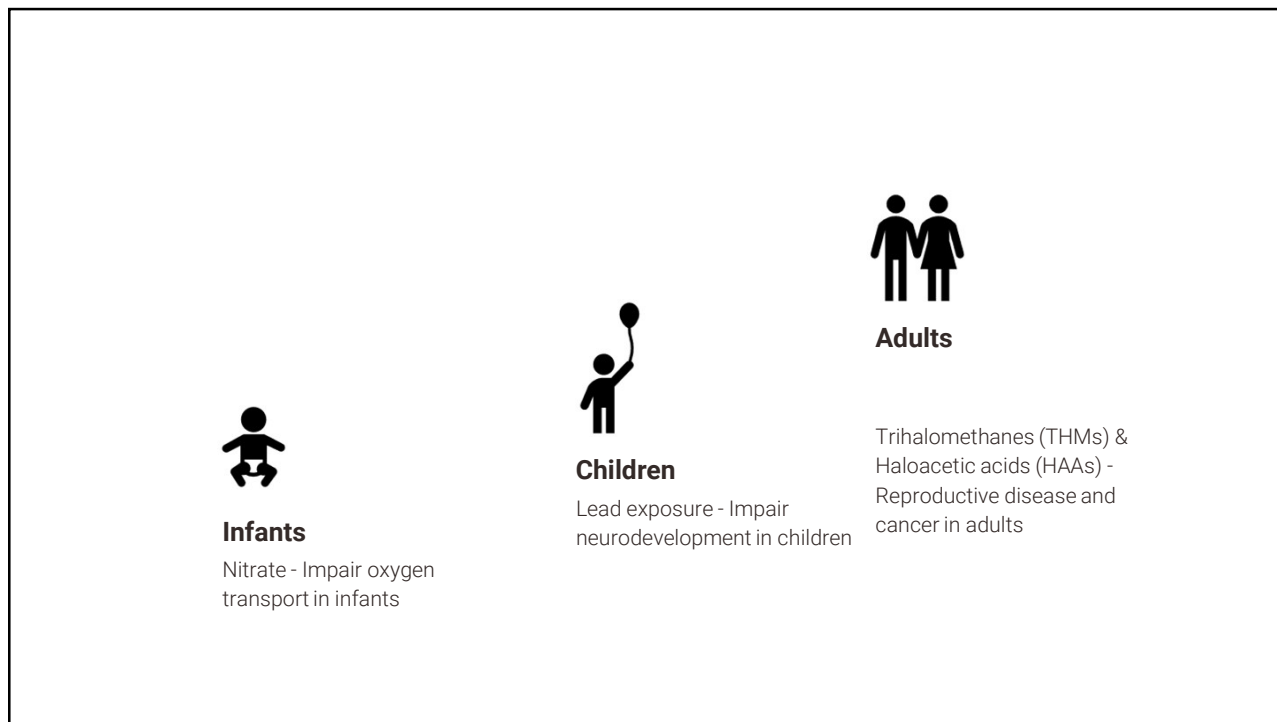 Infants
Nitrate - Impair oxygen
transport in infants
Children
Lead exposure - Impair
neurodevelopment in children
Adults
Trihalomethanes (THMs) &
Haloacetic acids (HAAs) -
Reproductive disease and
cancer in adults